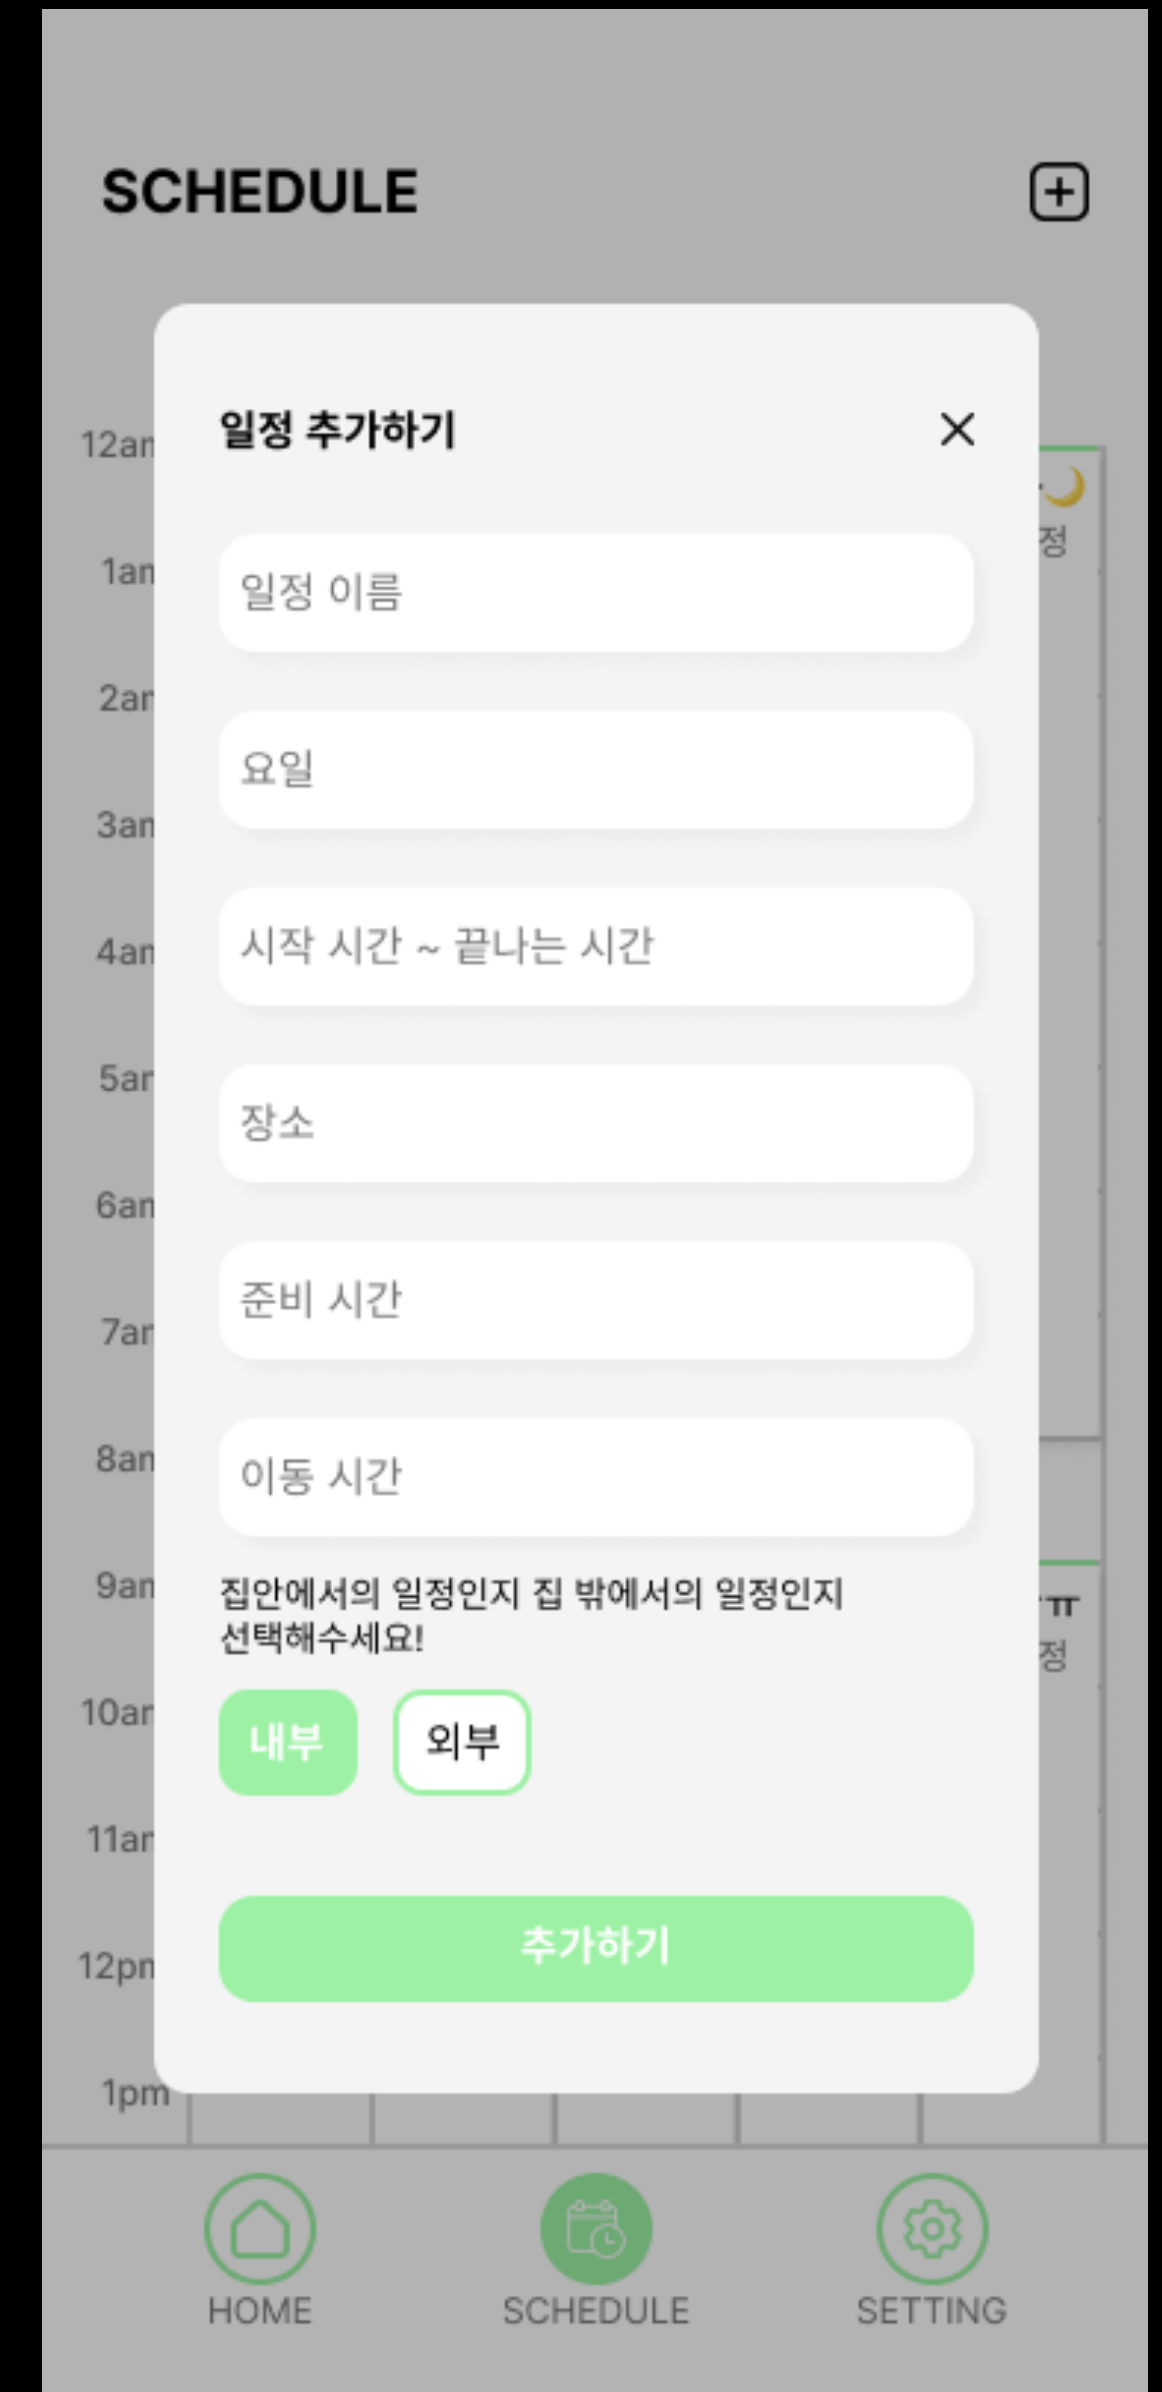 SCHEDULE
일정 추가하기
12am
1am
2am
3am
4am
5am
6am
7am
8am
9am
10am
11am
12pm
1pm
정
일정 이름
요일
시작 시간 ~ 끝나는 시간
장소
준비 시간
이동 시간
집안에서의 일정인지 집 밖에서의 일정인지
선택해수세요!
ㅠ
정
내부
외부
추가하기
HOME
SCHEDULE
SETTING